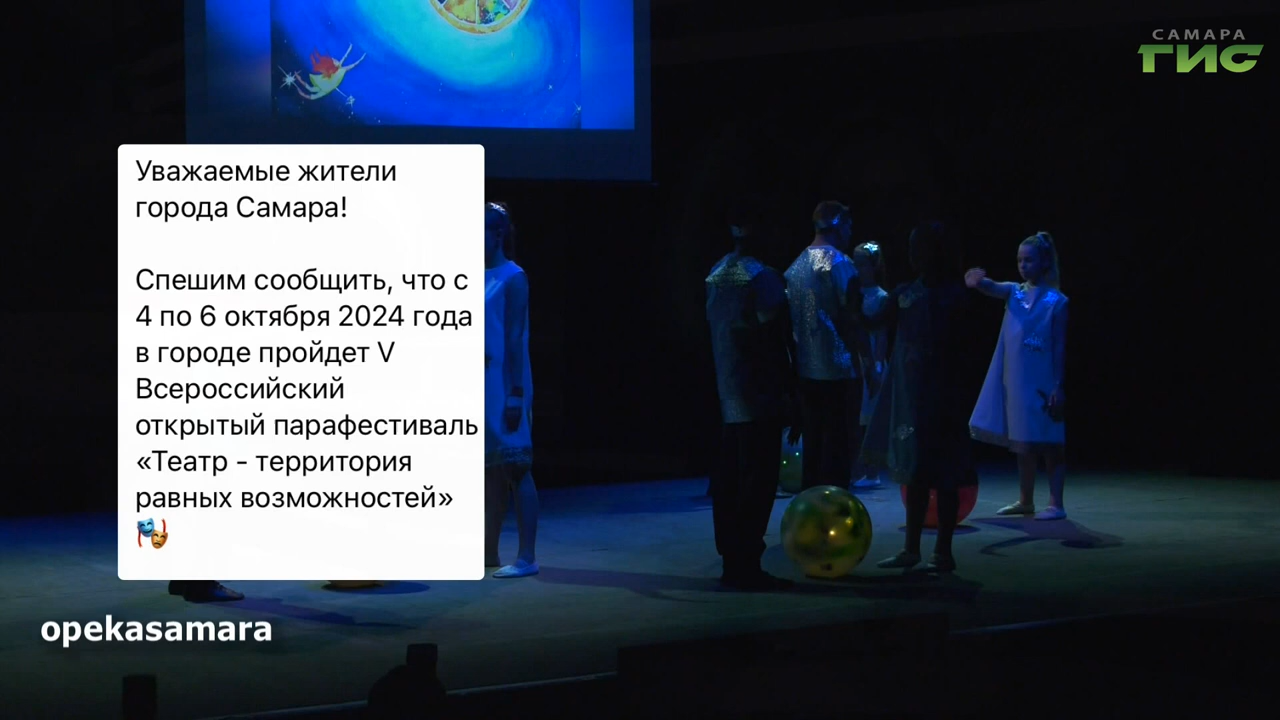 САМАРА
ГИС
Уважаемые жители
города Самара!
Спешим сообщить, что с
4 по 6 октября 2024 года
в городе пройдет V
Всероссийский
открытый парафестиваль
«Театр - территория
равных возможностей»
opekasamara